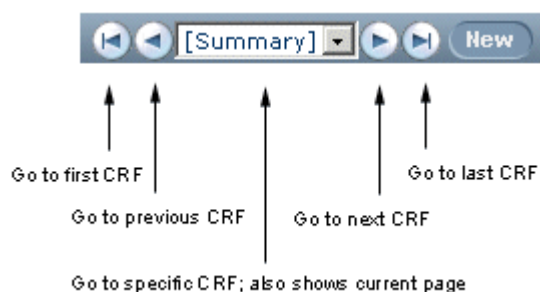 [Summary] New
Go to first CRF Go to last CRF
Go to previous CRF Go to next CRF
Go to specific CRF; also shows current page